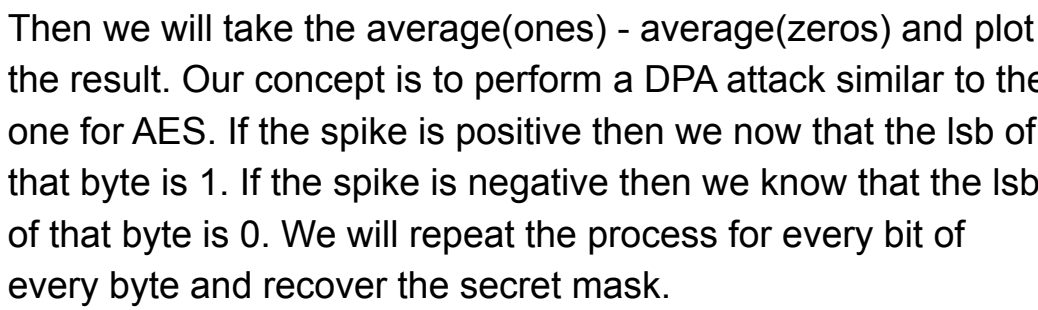 Then we will take the average(ones) - average(zeros) and plot
the result. Our concept is to perform a DPA attack similar to the
one for AES. If the spike is positive then we now that the lsb of
that byte is 1. If the spike is negative then we know that the lsb
of that byte is 0. We will repeat the process for every bit of
every byte and recover the secret mask.